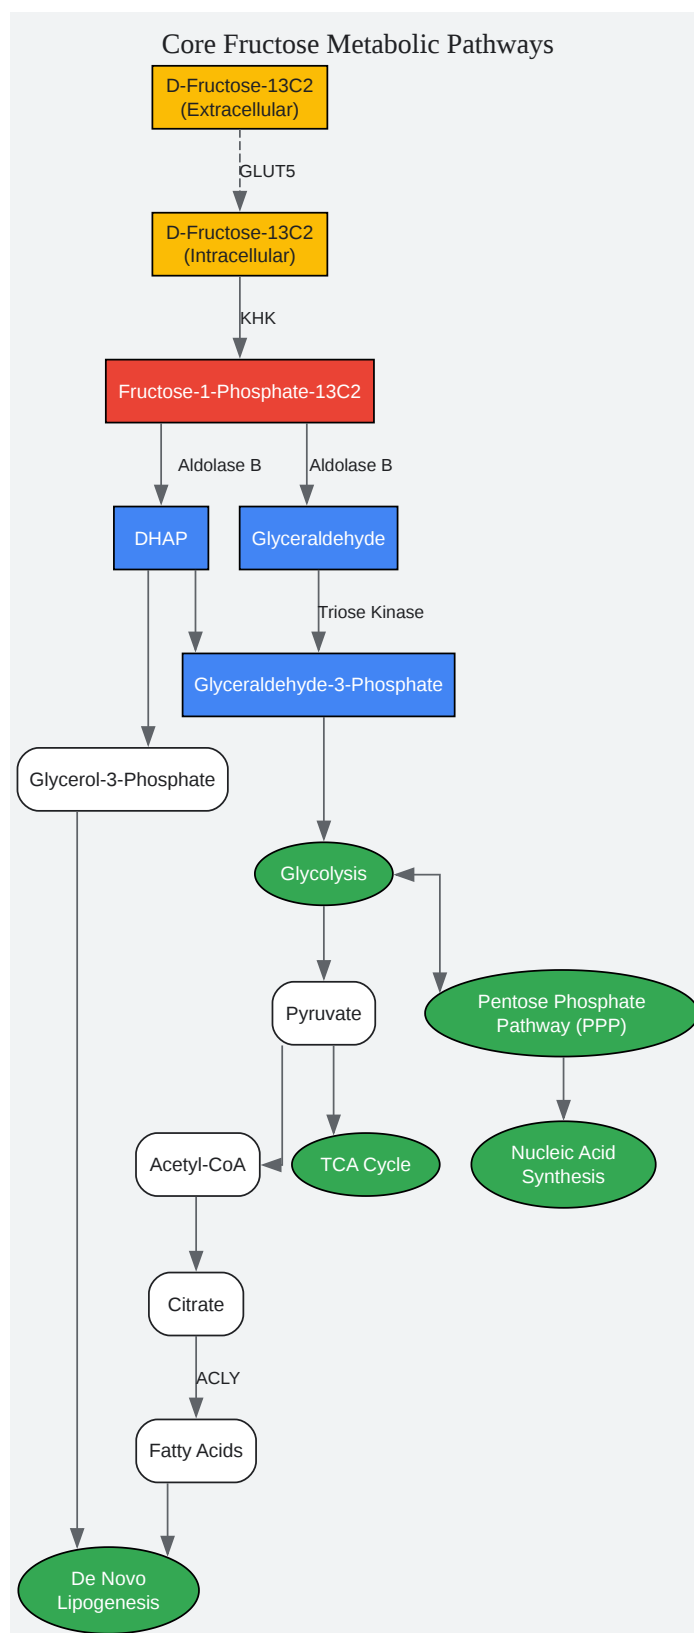 Core Fructose Metabolic Pathways
D-Fructose-13C2
(Extracellular)
GLUT5
D-Fructose-13C2
(Intracellular)
KHK
Fructose-1-Phosphate-13C2
Aldolase B
Aldolase B
DHAP
Glyceraldehyde
Triose Kinase
Glyceraldehyde-3-Phosphate
Glycerol-3-Phosphate
Glycolysis
Pyruvate
Pentose Phosphate
Pathway (PPP)
Acetyl-CoA
TCA Cycle
Nucleic Acid
Synthesis
Citrate
ACLY
Fatty Acids
De Novo
Lipogenesis